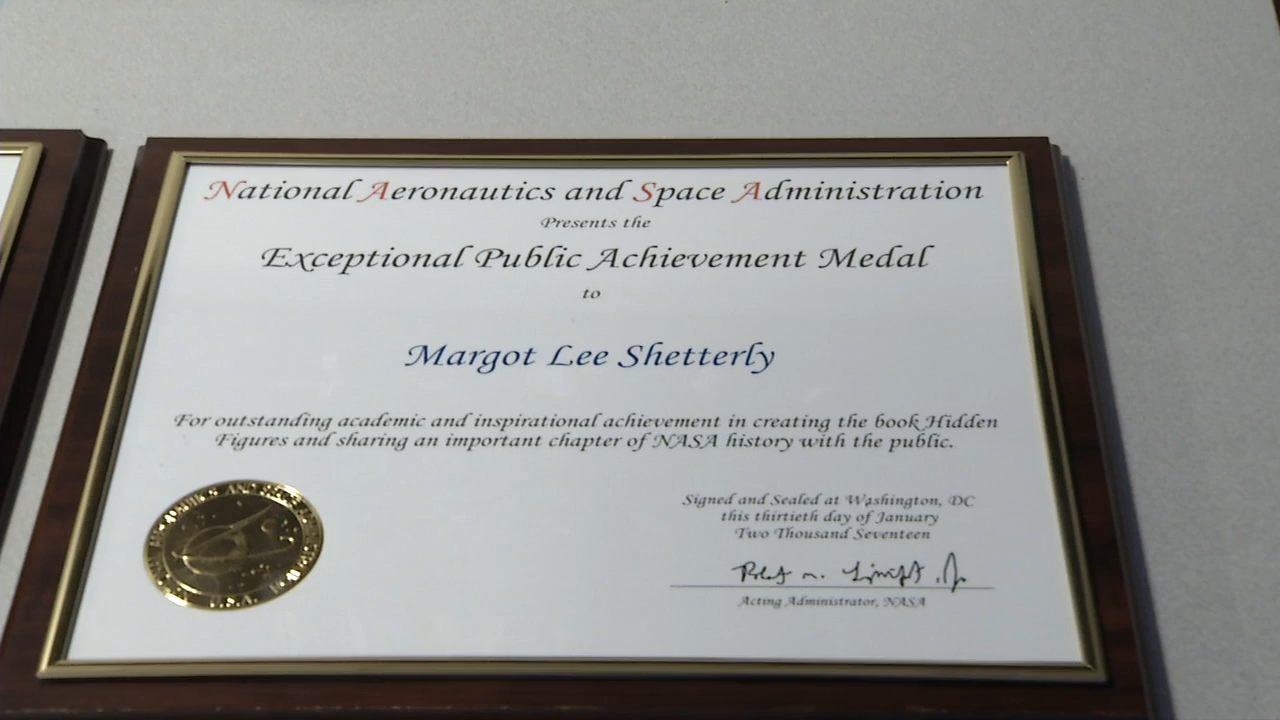 National Aeronautics and Space Administration
Presents the
Exceptional Public Achievement Medal
to
Margot Lee Shetterly
For outstanding academic and inspirational achievement in creating the book Hidden
Figures and sharing an important chapter of NASA history with the public.
Signed and Sealed at Washington, DC
this thirtieth day of January
Two Thousand Seventeen
Acting Administrator, NASA
U.S.A.